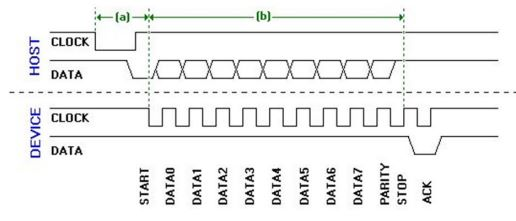 (a)
(b)
HOST
CLOCK
DATA
DEVICE
CLOCK
DATA
START
DATA0
DATA1
DATA2
DATA3
DATA4
DATA5
DATA6
DATA7
PARITY
STOP
ACK